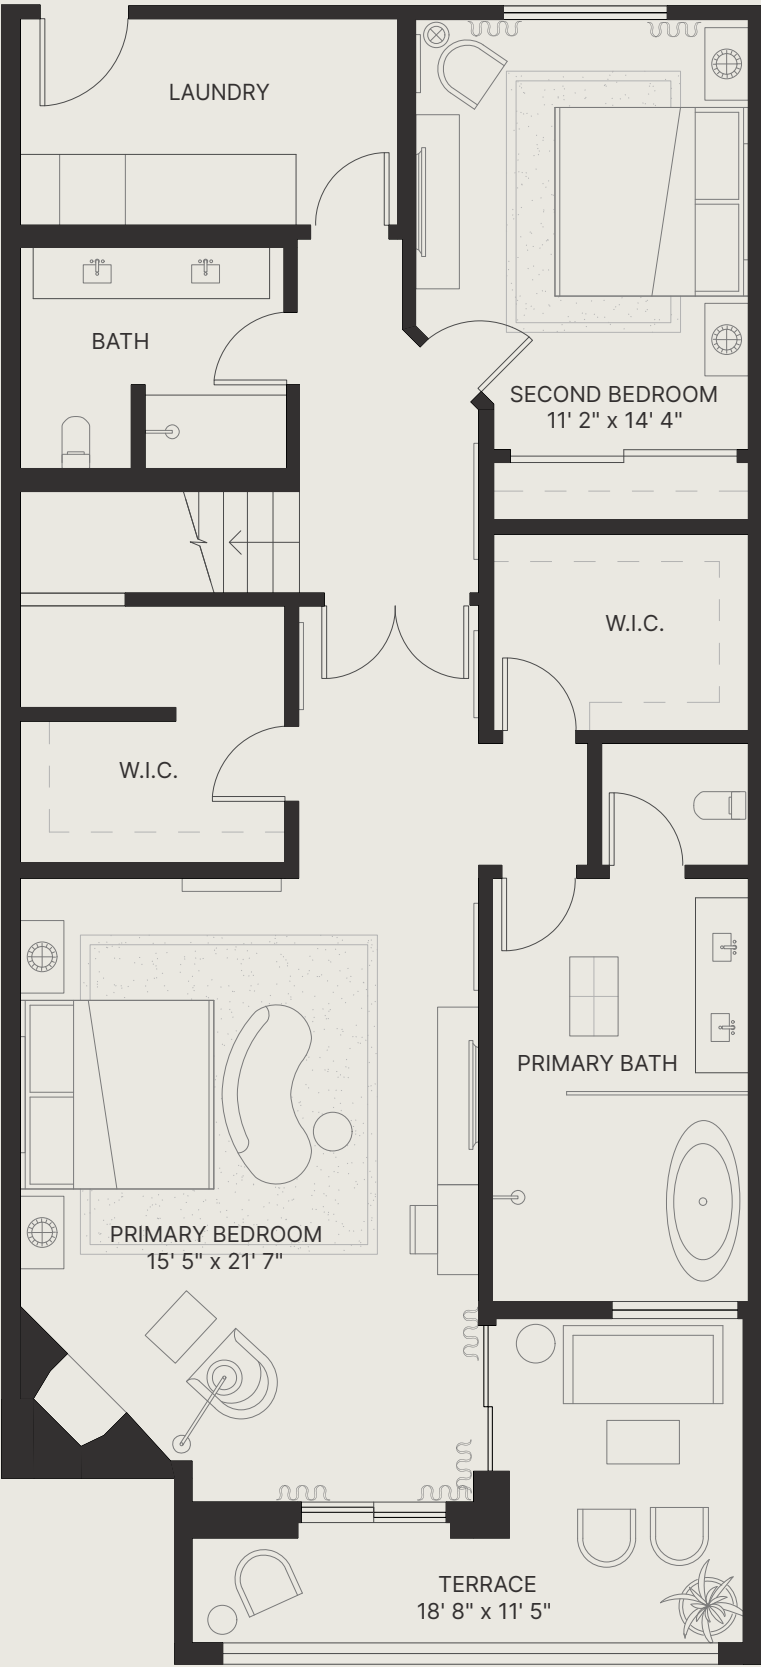 LAUNDRY
BATH
SECOND BEDROOM
11' 2" x 14' 4"
W.I.C.
W.I.C.
PRIMARY BATH
PRIMARY BEDROOM
15' 5" x 21' 7"
TERRACE
18' 8" x 11' 5"